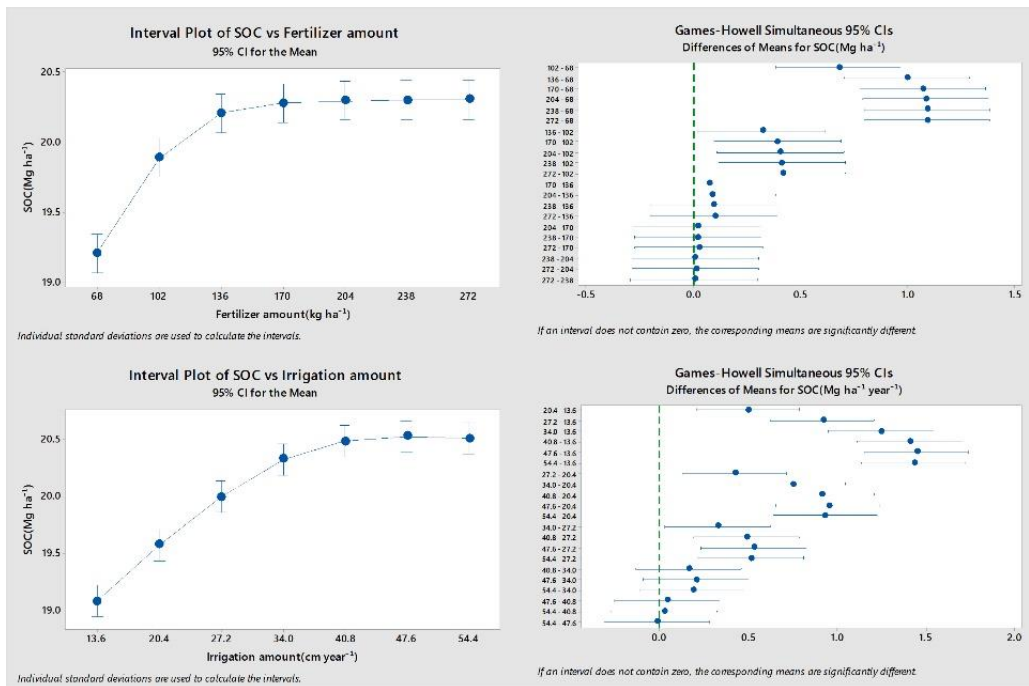 Interval Plot of SOC vs Fertilizer amount
95% CI for the Mean
20.5
20.0
19.5
19.0
SOC(Mg ha⁻¹)
68 102 136 170 204 238 272
Fertilizer amount(kg ha⁻¹)
Individual standard deviations are used to calculate the intervals.
Games-Howell Simultaneous 95% CIs
Differences of Means for SOC(Mg ha⁻¹)
102 - 68
136 - 68
170 - 68
204 - 68
238 - 68
272 - 68
136 - 102
170 102
204 - 102
238 102
272 - 102
170 136
204 - 136
238 136
272 - 136
204 - 170
238 - 170
272 - 170
238 - 204
272 - 204
272 - 238
-0.5 0.0 0.5 1.0 1.5
If an interval does not contain zero, the corresponding means are significantly different.
Interval Plot of SOC vs Irrigation amount
95% CI for the Mean
20.5
20.0
19.5
19.0
SOC(Mg ha⁻¹)
13.6 20.4 27.2 34.0 40.8 47.6 54.4
Irrigation amount(cm year⁻¹)
Individual standard deviations are used to calculate the intervals.
Games-Howell Simultaneous 95% CIs
Differences of Means for SOC(Mg ha⁻¹ year⁻¹)
20.4 13.6
27.2 13.6
34.0 13.6
40.8 - 13.6
47.6 - 13.6
54.4 - 13.6
27.2 - 20.4
34.0 - 20.4
40.8 20.4
47.6 - 20.4
54.4 20.4
34.0 - 27.2
40.8 27.2
47.6 - 27.2
54.4 27.2
40.8 - 34.0
47.6 34.0
54.4 - 34.0
47.6 - 40.8
54.4 - 40.8
54.4 47.6
0.0 0.5 1.0 1.5 2.0
If an interval does not contain zero, the corresponding means are significantly different.